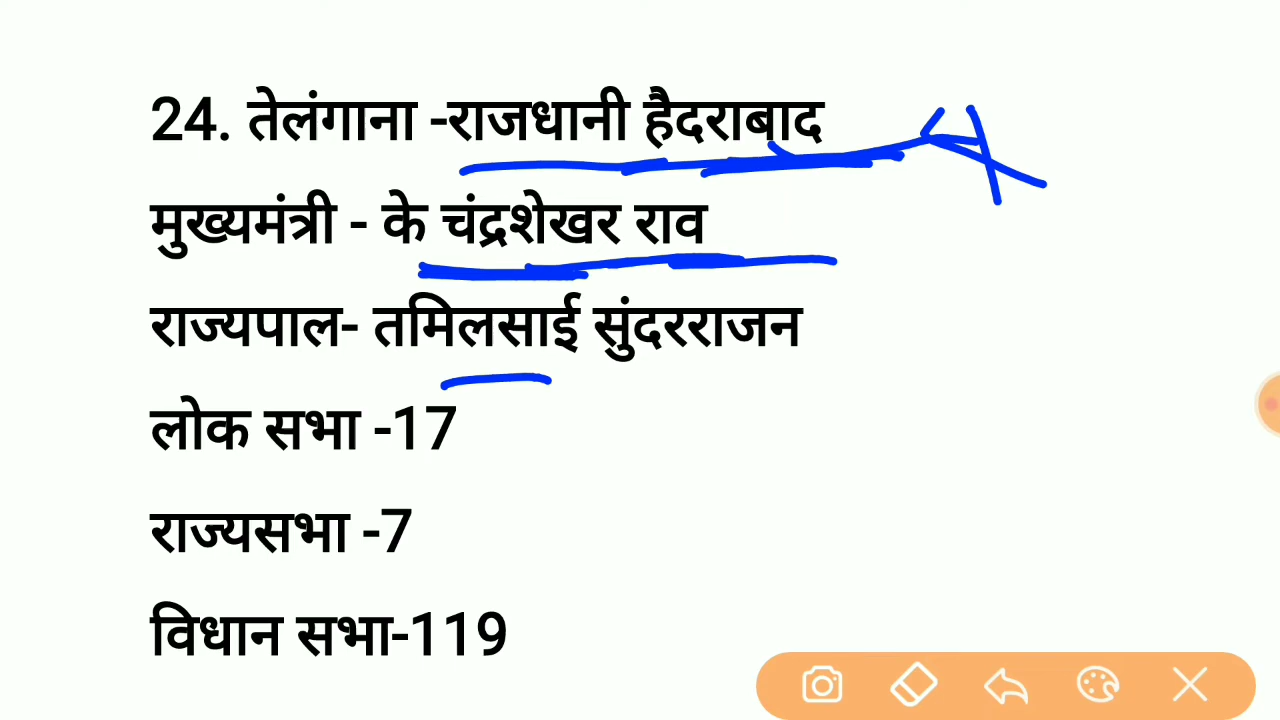 24. तेलंगाना -राजधानी हैदराबाद
मुख्यमंत्री - के चंद्रशेखर राव
राज्यपाल- तमिलसाई सुंदरराजन
लोक सभा -17
राज्यसभा -7
विधान सभा-119